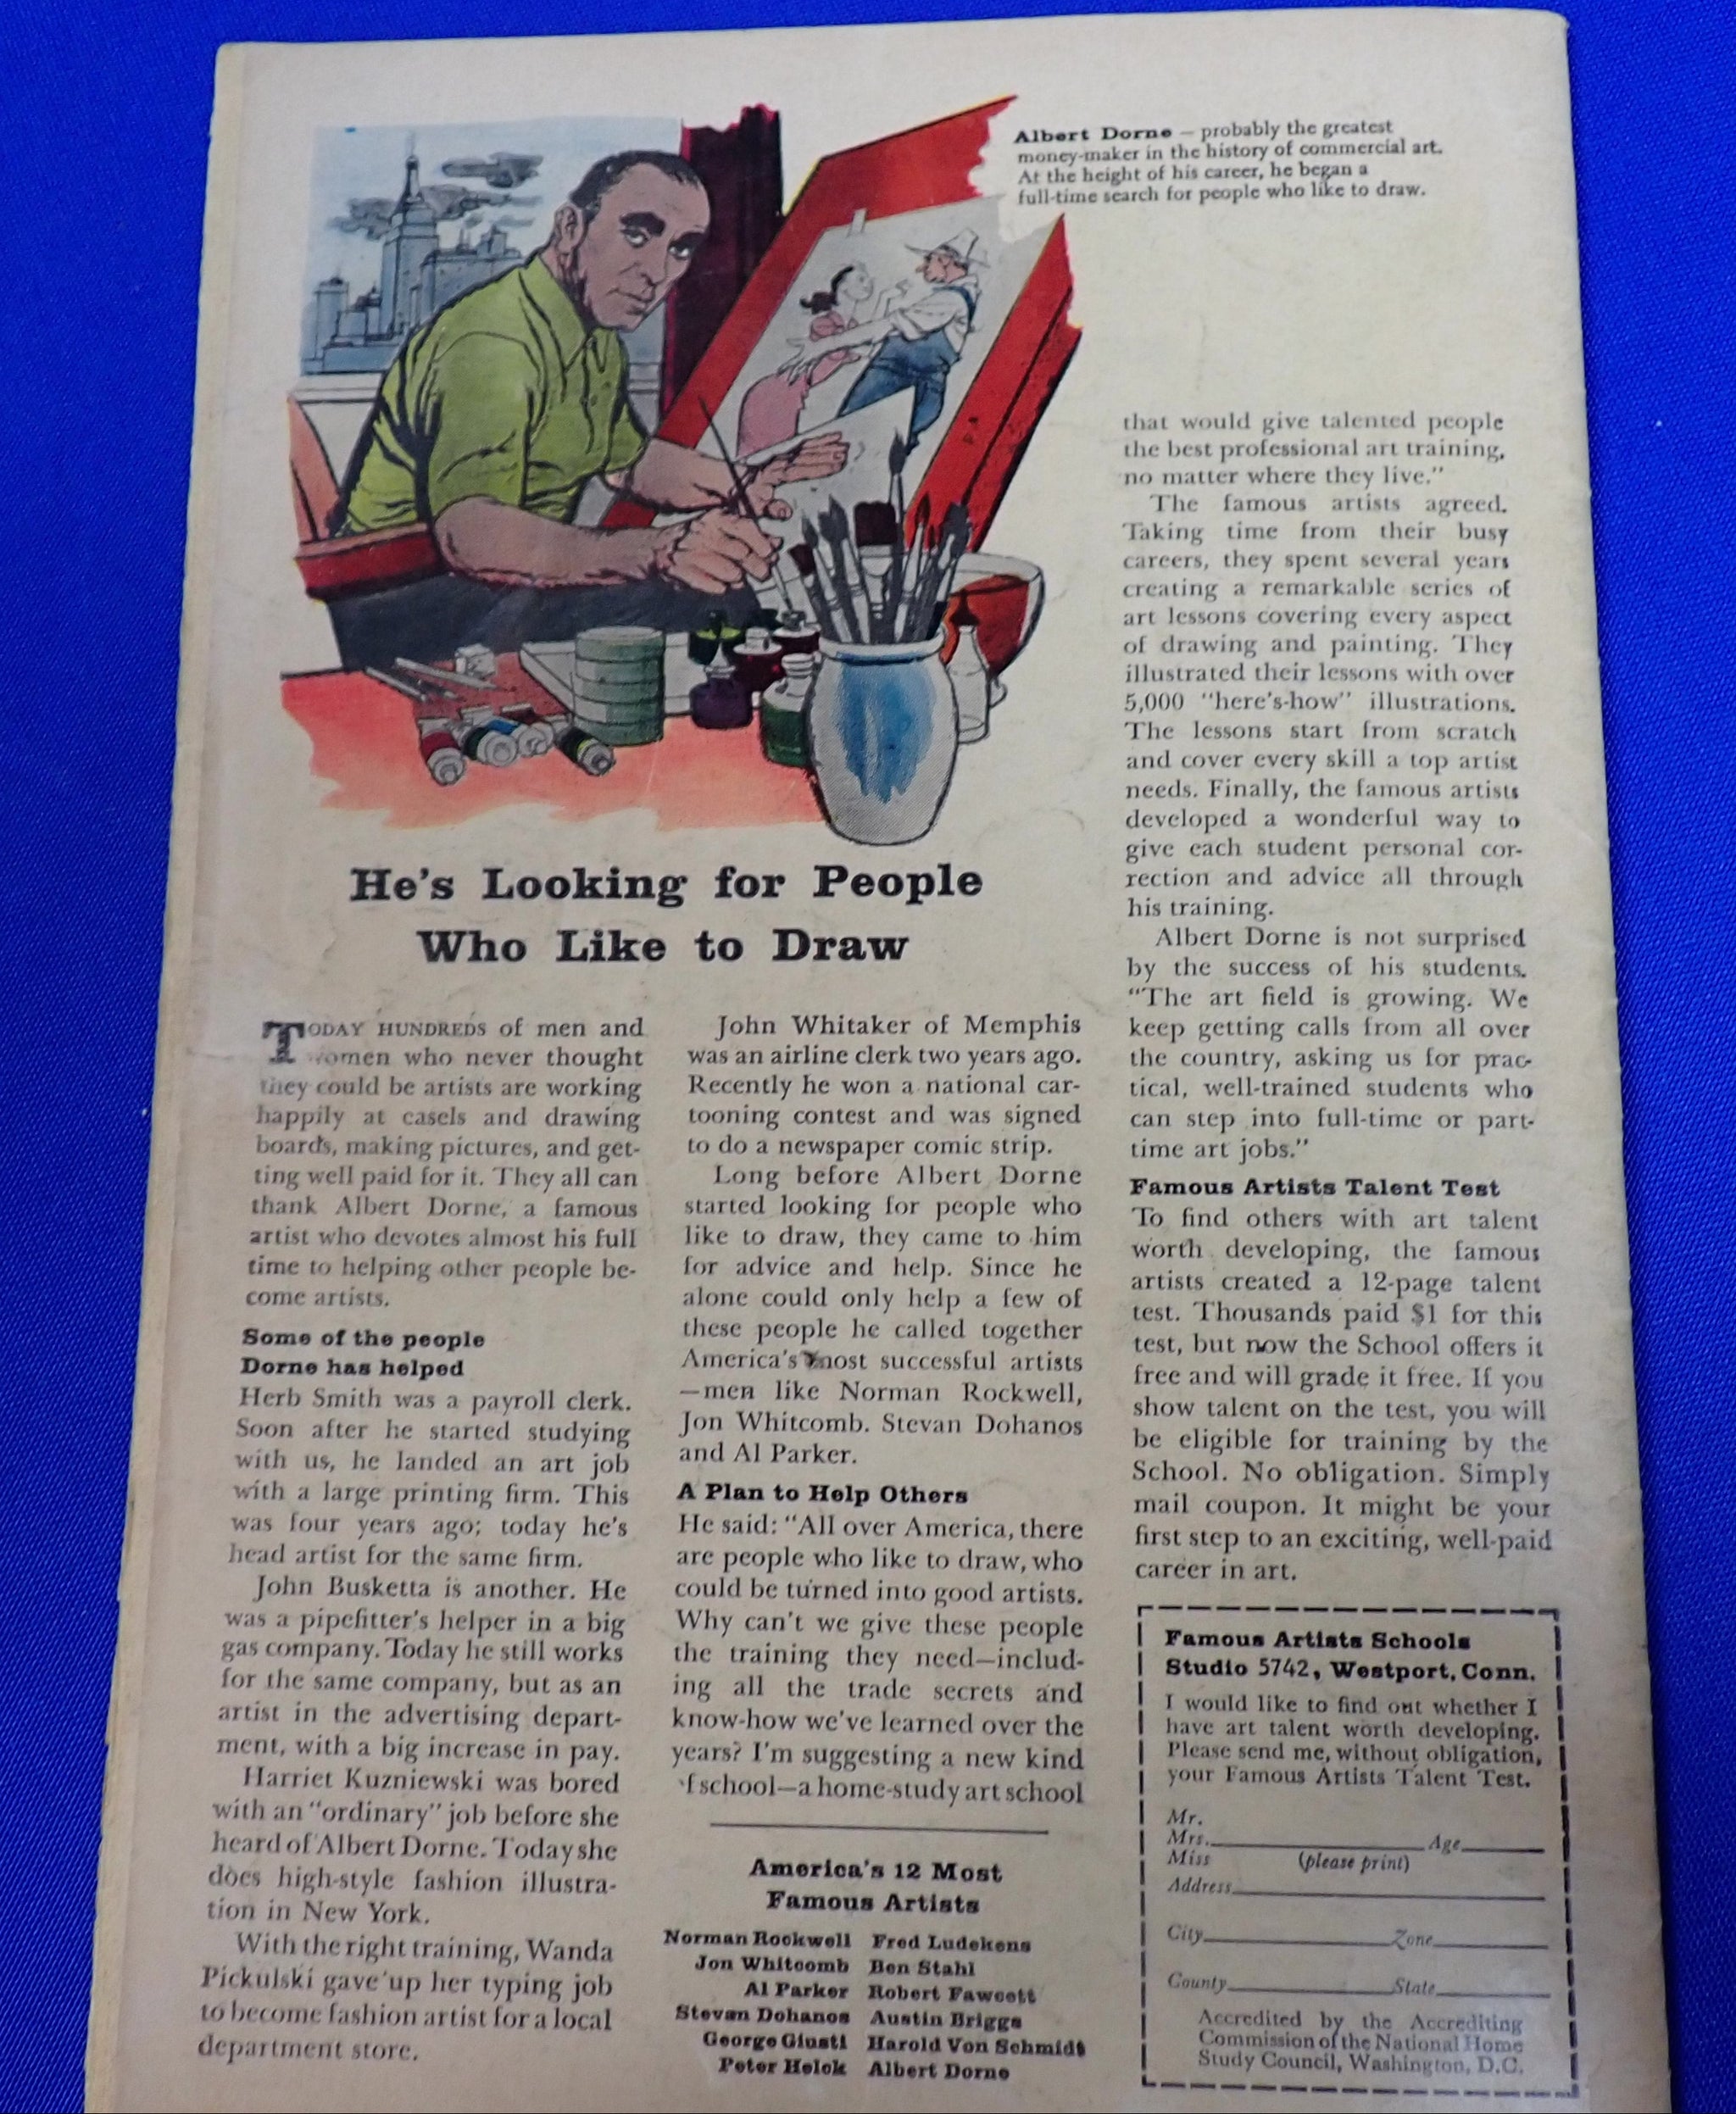 Albert Dorne — probably the greatest
money-maker in the history of commercial art.
At the height of his career, he began a
full-time search for people who like to draw.
He's Looking for People
Who Like to Draw
TODAY HUNDREDS of men and
women who never thought
they could be artists are working
happily at easels and drawing
boards, making pictures, and get-
ting well paid for it. They all can
thank Albert Dorne, a famous
artist who devotes almost his full
time to helping other people be-
come artists.
Some of the people
Dorne has helped
Herb Smith was a payroll clerk.
Soon after he started studying
with us, he landed an art job
with a large printing firm. This
was four years ago; today he's
head artist for the same firm.
John Busketta is another. He
was a pipefitter's helper in a big
gas company. Today he still works
for the same company, but as an
artist in the advertising depart-
ment, with a big increase in pay.
Harriet Kuzniewski was bored
with an "ordinary" job before she
heard of Albert Dorne. Today she
does high-style fashion illustra-
tion in New York.
With the right training, Wanda
Pickulski gave up her typing job
to become fashion artist for a local
department store.
John Whitaker of Memphis
was an airline clerk two years ago.
Recently he won a national car-
tooning contest and was signed
to do a newspaper comic strip.
Long before Albert Dorne
started looking for people who
like to draw, they came to him
for advice and help. Since he
alone could only help a few of
these people he called together
America's most successful artists
—men like Norman Rockwell,
Jon Whitcomb. Stevan Dohanos
and Al Parker.
A Plan to Help Others
He said: "All over America, there
are people who like to draw, who
could be turned into good artists.
Why can't we give these people
the training they need—includ-
ing all the trade secrets and
know-how we've learned over the
years? I'm suggesting a new kind
of school—a home-study art school
America's 12 Most
Famous Artists
Norman Rockwell Fred Ludekens
Jon Whitcomb Ben Stahl
Al Parker Robert Fawcett
Stevan Dohanos Austin Briggs
George Giusti Harold Von Schmidt
Peter Helck Albert Dorne
that would give talented people
the best professional art training,
no matter where they live."
The famous artists agreed.
Taking time from their busy
careers, they spent several years
creating a remarkable series of
art lessons covering every aspect
of drawing and painting. They
illustrated their lessons with over
5,000 "here's-how" illustrations.
The lessons start from scratch
and cover every skill a top artist
needs. Finally, the famous artists
developed a wonderful way to
give each student personal cor-
rection and advice all through
his training.
Albert Dorne is not surprised
by the success of his students.
"The art field is growing. We
keep getting calls from all over
the country, asking us for prac-
tical, well-trained students who
can step into full-time or part-
time art jobs."
Famous Artists Talent Test
To find others with art talent
worth developing, the famous
artists created a 12-page talent
test. Thousands paid $1 for this
test, but now the School offers it
free and will grade it free. If you
show talent on the test, you will
be eligible for training by the
School. No obligation. Simply
mail coupon. It might be your
first step to an exciting, well-paid
career in art.
Famous Artists Schools
Studio 5742, Westport, Conn.
I would like to find out whether I
have art talent worth developing.
Please send me, without obligation,
your Famous Artists Talent Test.
Mr.
Mrs. Age
Miss (please print)
Address
City Zone
County State
Accredited by the Accrediting
Commission of the National Home
Study Council, Washington, D.C.